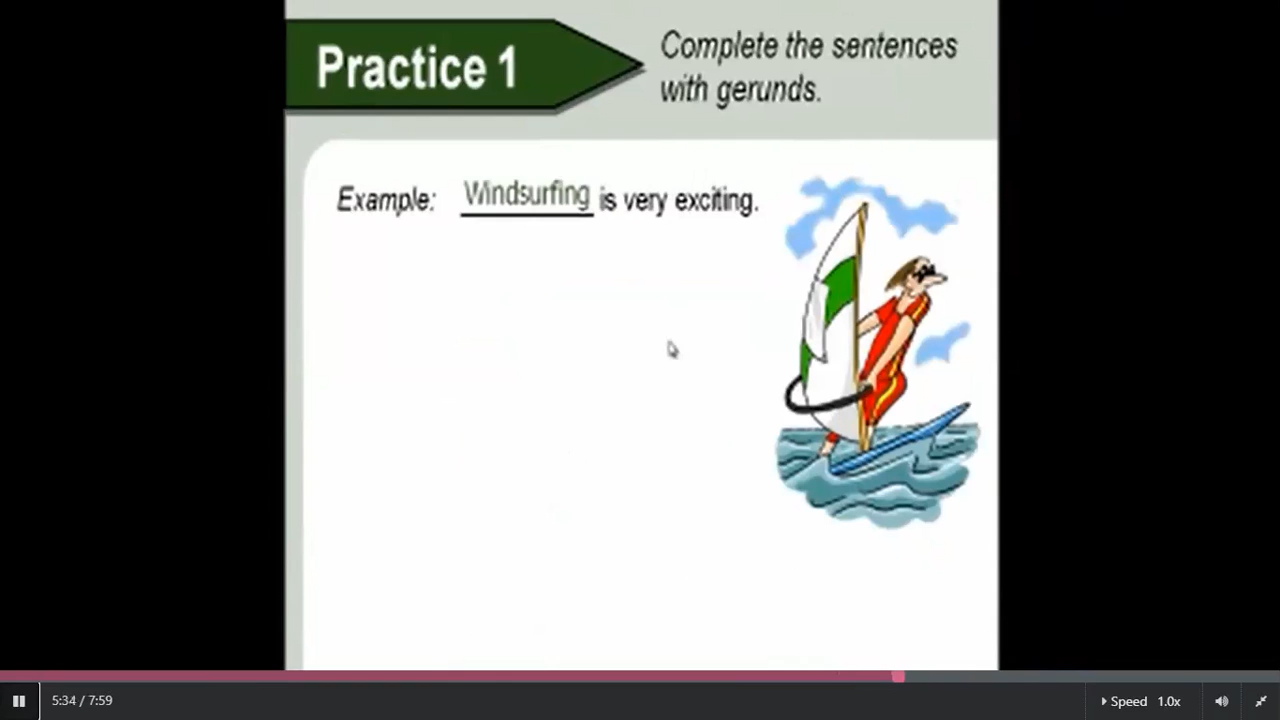 Practice 1
Complete the sentences
with gerunds.
Example: Windsurfing is very exciting.
5:34 / 7:59
Speed 1.0x